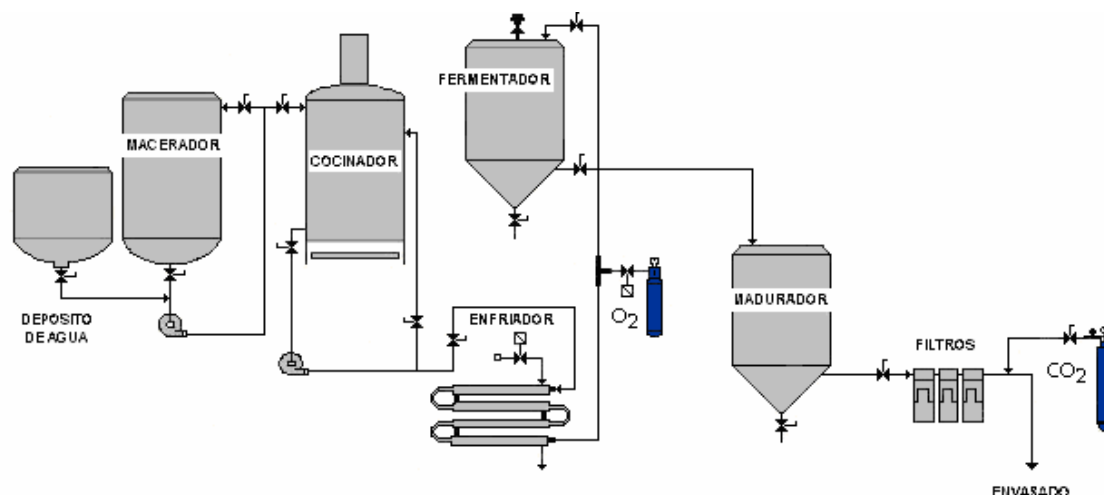 FERMENTADOR
MACERADOR
COCINADOR
DEPOSITO
DE AGUA
ENFRIADOR
O2
MADURADOR
FILTROS
CO2
ENVASADO